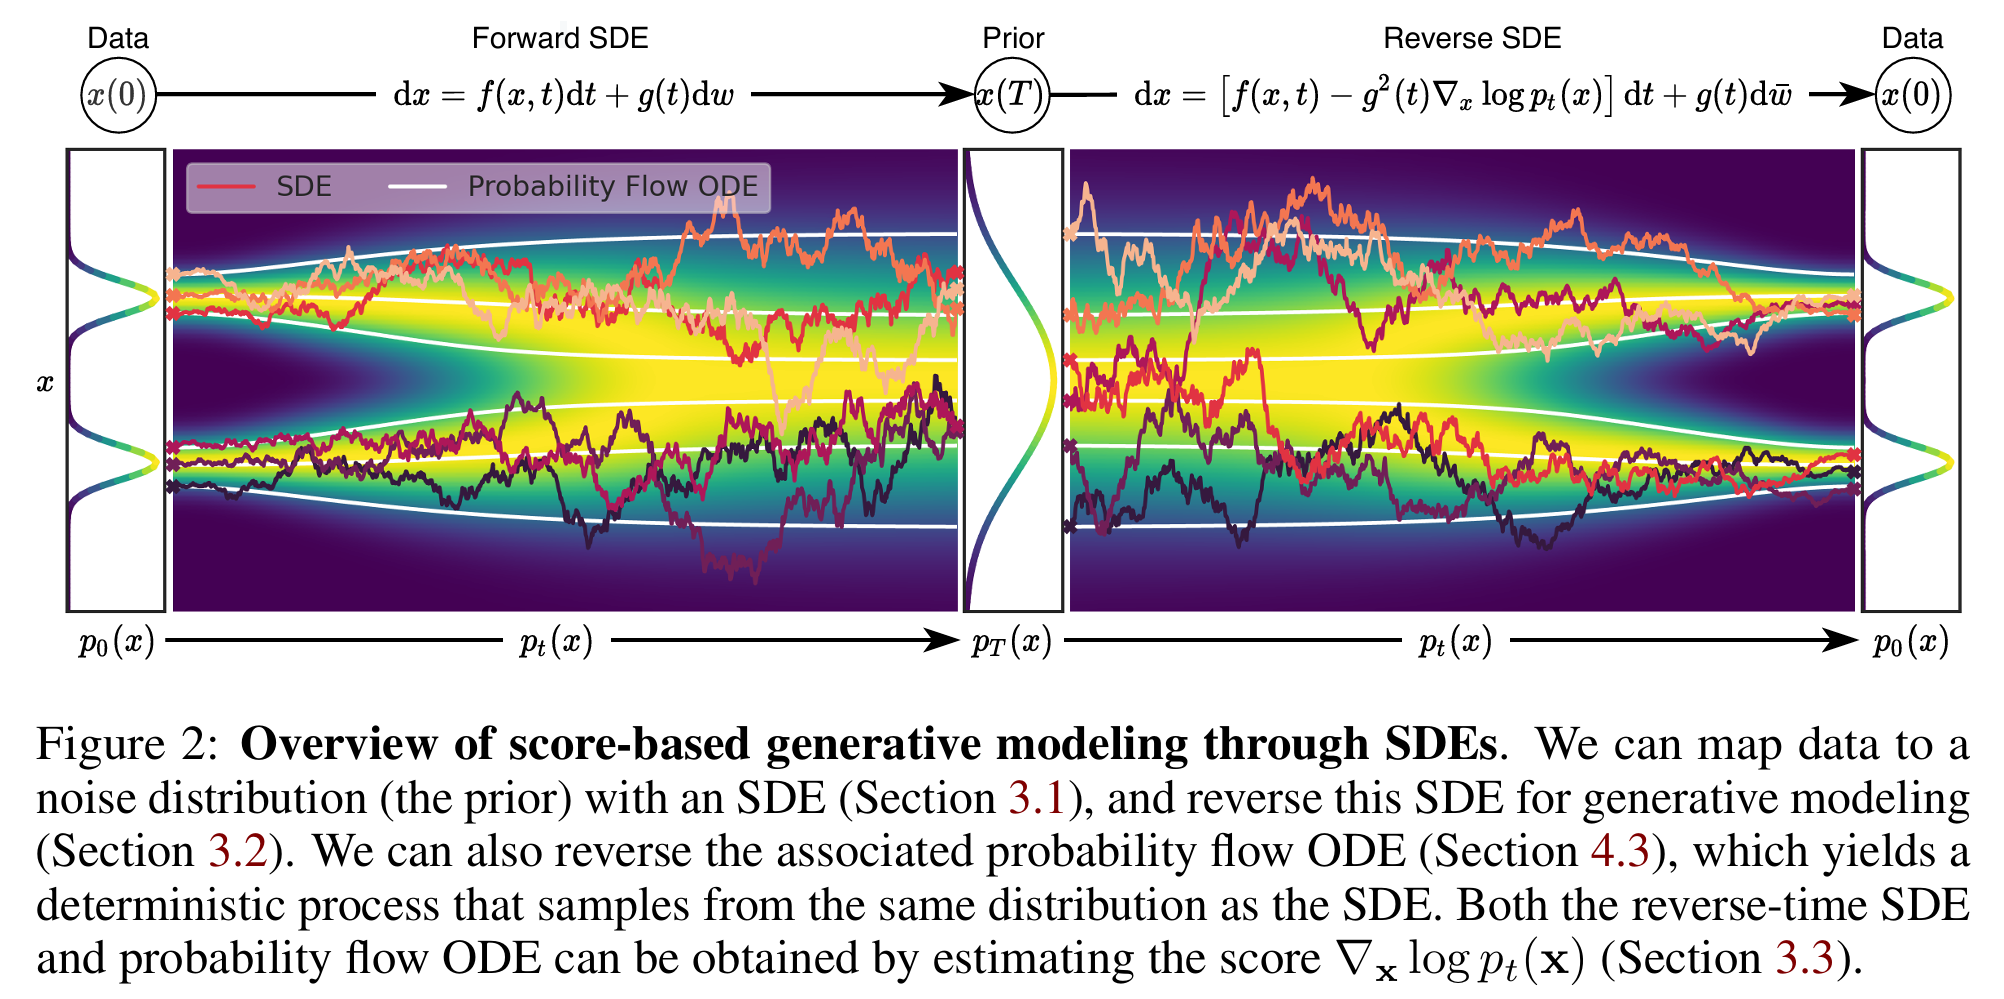 Data Forward SDE Prior Reverse SDE Data
x(0) dx = f(x, t)dt + g(t)dw x(T) dx = [f(x, t) − g²(t)∇ₓ log pₜ(x)] dt + g(t)dw̄ x(0)
SDE Probability Flow ODE
x
p₀(x) pₜ(x) p_T(x) pₜ(x) p₀(x)
Figure 2: Overview of score-based generative modeling through SDEs. We can map data to a
noise distribution (the prior) with an SDE (Section 3.1), and reverse this SDE for generative modeling
(Section 3.2). We can also reverse the associated probability flow ODE (Section 4.3), which yields a
deterministic process that samples from the same distribution as the SDE. Both the reverse-time SDE
and probability flow ODE can be obtained by estimating the score ∇ₓ log pₜ(x) (Section 3.3).